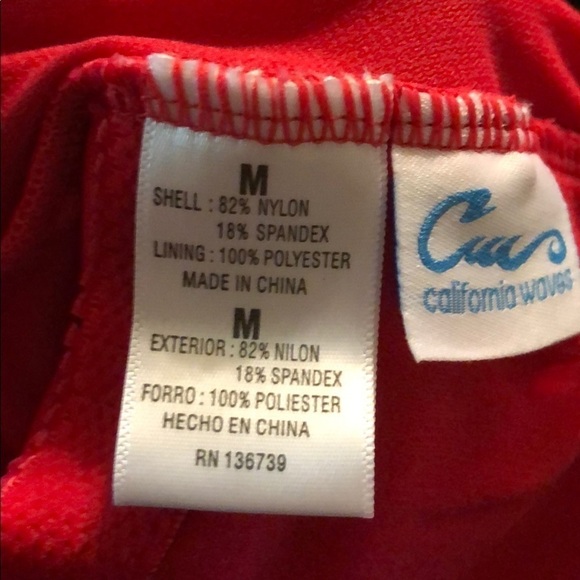 M
SHELL : 82% NYLON
18% SPANDEX
LINING : 100% POLYESTER
MADE IN CHINA
M
EXTERIOR : 82% NILON
18% SPANDEX
FORRO : 100% POLIESTER
HECHO EN CHINA
RN 136739
california waves